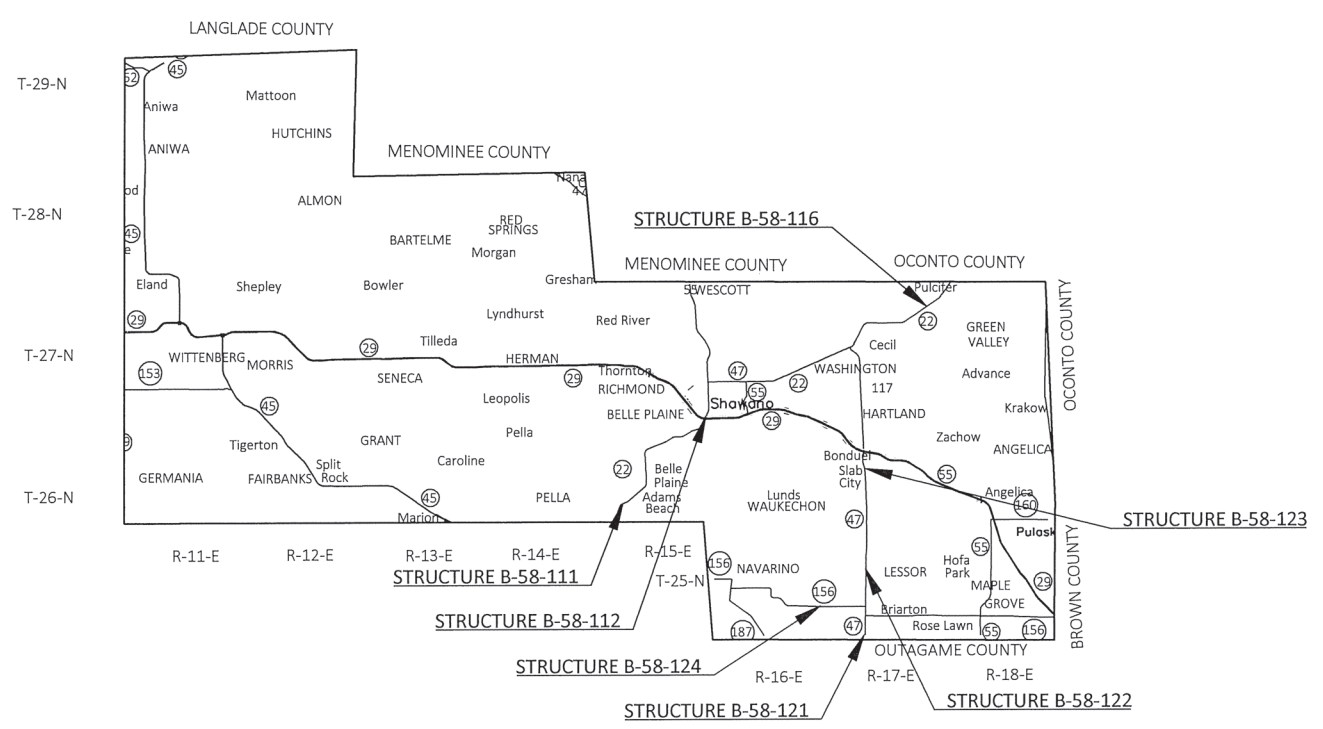 LANGLADE COUNTY
T-29-N
52
45
Aniwa
Mattoon
HUTCHINS
ANIWA
MENOMINEE COUNTY
Nana
47
od
ALMON
T-28-N
RED
SPRINGS
STRUCTURE B-58-116
45
e
BARTELME
Morgan
MENOMINEE COUNTY
OCONTO COUNTY
Eland
Shepley
Bowler
Gresham
55
WESCOTT
Pulcifer
OCONTO COUNTY
29
Lyndhurst
Red River
22
GREEN
VALLEY
T-27-N
WITTENBERG
MORRIS
29
Tilleda
HERMAN
Cecil
153
SENECA
29
Thornton
RICHMOND
47
55
22
WASHINGTON
117
Advance
45
Leopolis
BELLE PLAINE
Shawano
29
HARTLAND
Krakow
9
Tigerton
GRANT
Pella
Zachow
ANGELICA
GERMANIA
FAIRBANKS
Split
Rock
Caroline
22
Belle
Plaine
Bonduel
Slab
City
55
T-26-N
45
Marion
PELLA
Adams
Beach
Lunds
WAUKECHON
Angelica
160
47
STRUCTURE B-58-123
Pulask
R-11-E
R-12-E
R-13-E
R-14-E
R-15-E
55
STRUCTURE B-58-111
T-25-N
156
NAVARINO
LESSOR
Hofa
Park
MAPLE
GROVE
29
BROWN COUNTY
156
STRUCTURE B-58-112
187
47
Briarton
Rose Lawn
55
156
OUTAGAME COUNTY
STRUCTURE B-58-124
R-16-E
R-17-E
R-18-E
STRUCTURE B-58-121
STRUCTURE B-58-122